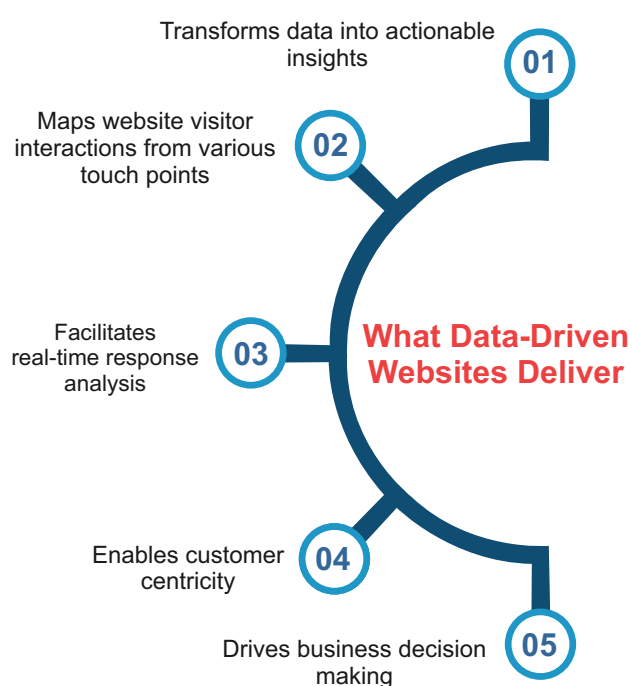 Transforms data into actionable
insights
01
Maps website visitor
interactions from various
touch points
02
Facilitates
real-time response
analysis
03
What Data-Driven
Websites Deliver
Enables customer
centricity
04
Drives business decision
making
05